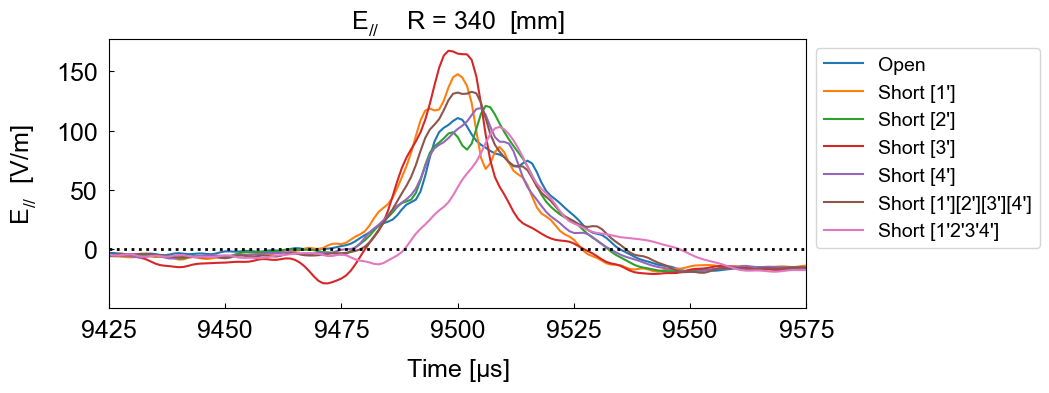 E// R = 340 [mm]
E// [V/m]
150
100
50
0
9425 9450 9475 9500 9525 9550 9575
Time [µs]
Open
Short [1']
Short [2']
Short [3']
Short [4']
Short [1'][2'][3'][4']
Short [1'2'3'4']